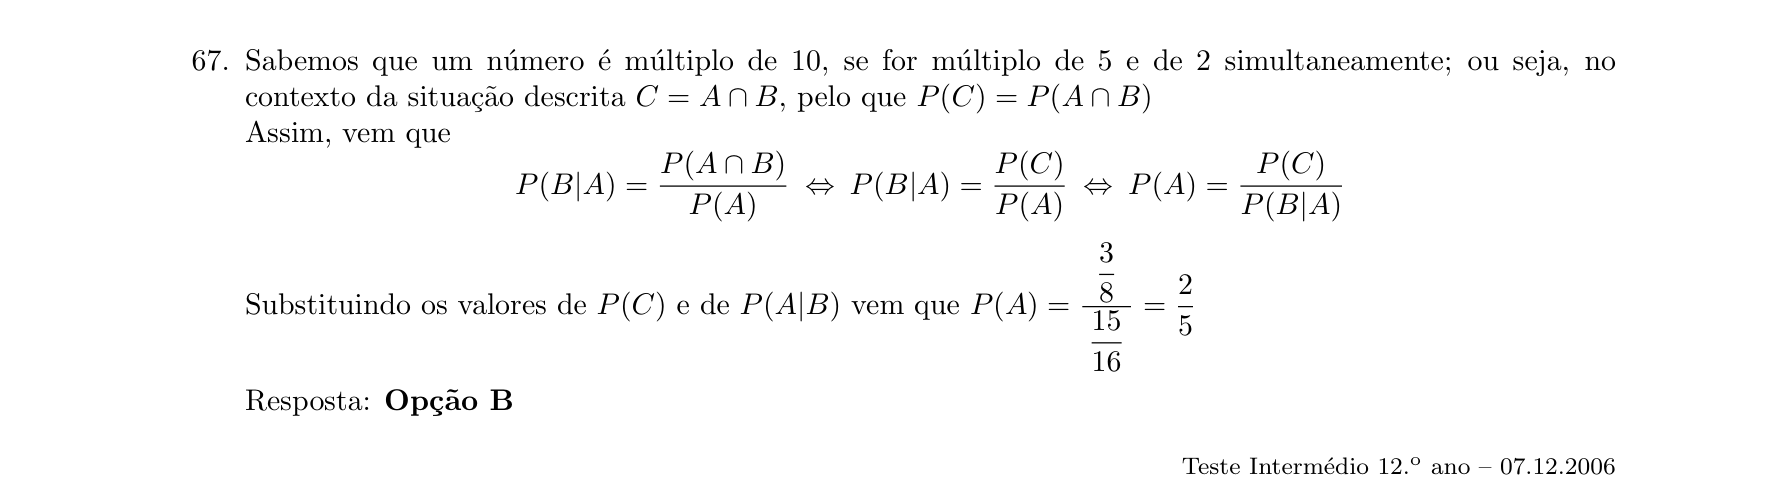 67. Sabemos que um número é múltiplo de 10, se for múltiplo de 5 e de 2 simultaneamente; ou seja, no
contexto da situação descrita $C = A \cap B$, pelo que $P(C) = P(A \cap B)$
Assim, vem que
$P(B|A) = \frac{P(A \cap B)}{P(A)} \Leftrightarrow P(B|A) = \frac{P(C)}{P(A)} \Leftrightarrow P(A) = \frac{P(C)}{P(B|A)}$
Substituindo os valores de $P(C)$ e de $P(A|B)$ vem que $P(A) = \frac{\frac{3}{8}}{\frac{15}{16}} = \frac{2}{5}$
Resposta: Opção B
Teste Intermédio 12.º ano – 07.12.2006